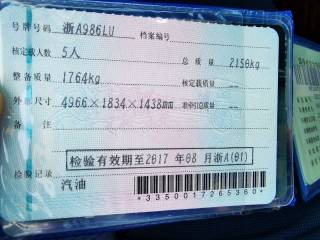 号牌号码 浙A986LU 档案编号
核定载人数 5人 总质量 2150kg
整备质量 1764kg 核定载质量 --
外廓尺寸 4966×1834×1438mm 准牵引总质量 --
备注
检验有效期至2017年08月浙A(01)
检验记录
汽油
*3350017265360*